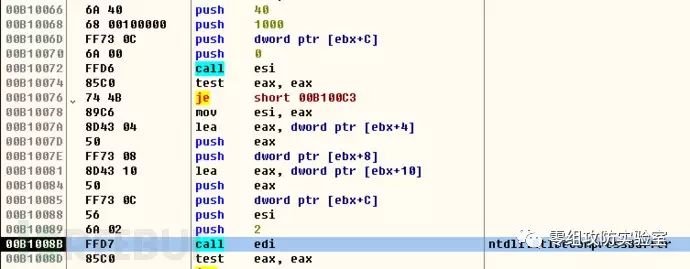 00B10066 6A 40 push 40
00B10068 68 00100000 push 1000
00B1006D FF73 0C push dword ptr [ebx+C]
00B10070 6A 00 push 0
00B10072 FFD6 call esi
00B10074 85C0 test eax, eax
00B10076 74 4B je short 00B100C3
00B10078 89C6 mov esi, eax
00B1007A 8D43 04 lea eax, dword ptr [ebx+4]
00B1007D 50 push eax
00B1007E FF73 08 push dword ptr [ebx+8]
00B10081 8D43 10 lea eax, dword ptr [ebx+10]
00B10084 50 push eax
00B10085 FF73 0C push dword ptr [ebx+C]
00B10088 56 push esi
00B10089 6A 02 push 2
00B1008B FFD7 call edi
00B1008D 85C0 test eax, eax
零组攻防实验室